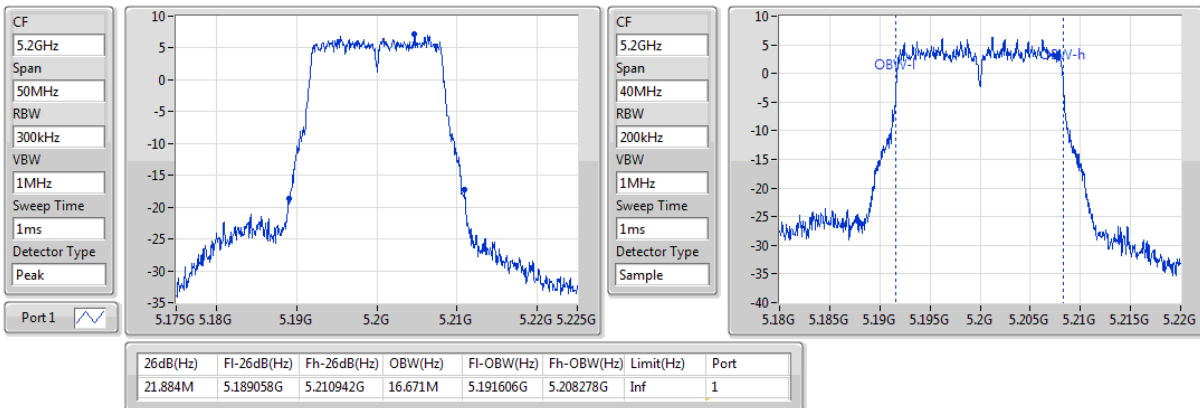 CF
5.2GHz
Span
50MHz
RBW
300kHz
VBW
1MHz
Sweep Time
1ms
Detector Type
Peak
Port 1
10
5
0
-5
-10
-15
-20
-25
-30
-35
5.175G 5.18G 5.19G 5.2G 5.21G 5.22G 5.225G
CF
5.2GHz
Span
40MHz
RBW
200kHz
VBW
1MHz
Sweep Time
1ms
Detector Type
Sample
10
5
0
-5
-10
-15
-20
-25
-30
-35
-40
OBW-l OBW-h
5.18G 5.185G 5.19G 5.195G 5.2G 5.205G 5.21G 5.215G 5.22G
26dB(Hz) Fl-26dB(Hz) Fh-26dB(Hz) OBW(Hz) Fl-OBW(Hz) Fh-OBW(Hz) Limit(Hz) Port
21.884M 5.189058G 5.210942G 16.671M 5.191606G 5.208278G Inf 1